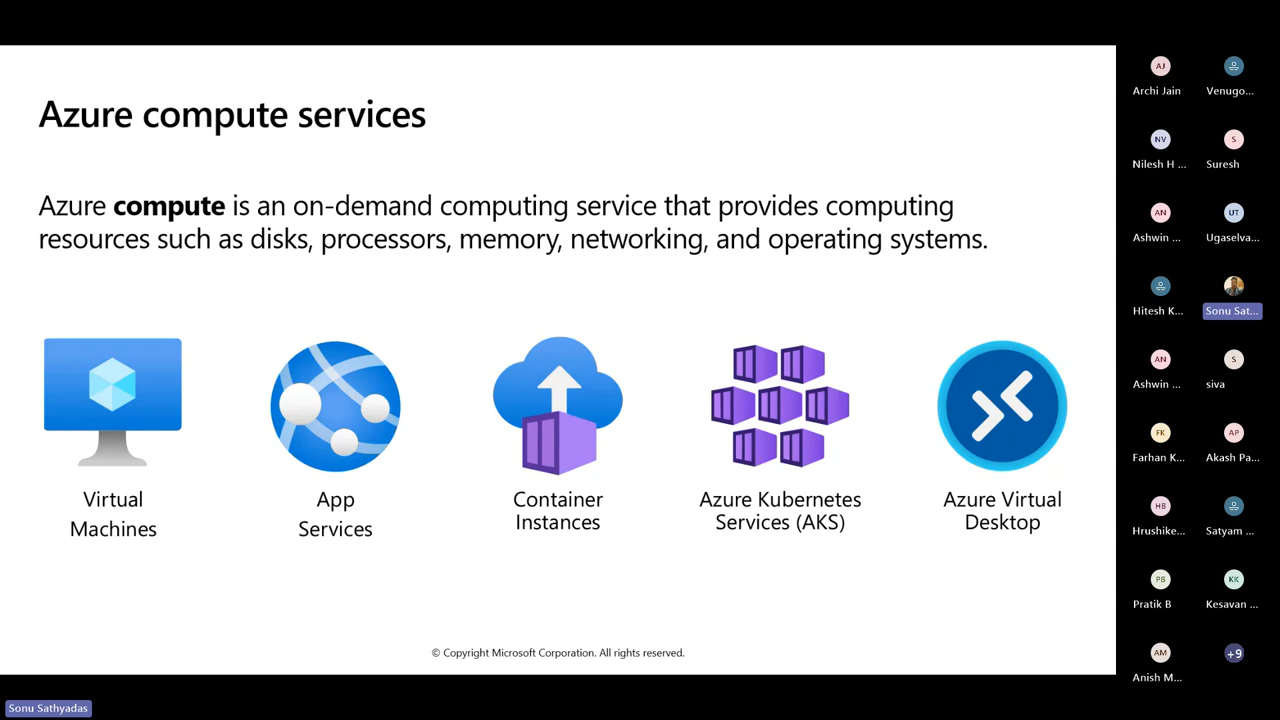 Azure compute services
Azure compute is an on-demand computing service that provides computing
resources such as disks, processors, memory, networking, and operating systems.
Virtual
Machines
App
Services
Container
Instances
Azure Kubernetes
Services (AKS)
Azure Virtual
Desktop
© Copyright Microsoft Corporation. All rights reserved.
Sonu Sathyadas
AJ
Archi Jain
Venugo...
NV
Nilesh H ...
S
Suresh
AN
Ashwin ...
UT
Ugaselva...
Hitesh K...
Sonu Sat...
AN
Ashwin ...
S
siva
FK
Farhan K...
AP
Akash Pa...
HB
Hrushike...
Satyam ...
PB
Pratik B
KK
Kesavan ...
AM
Anish M...
+9